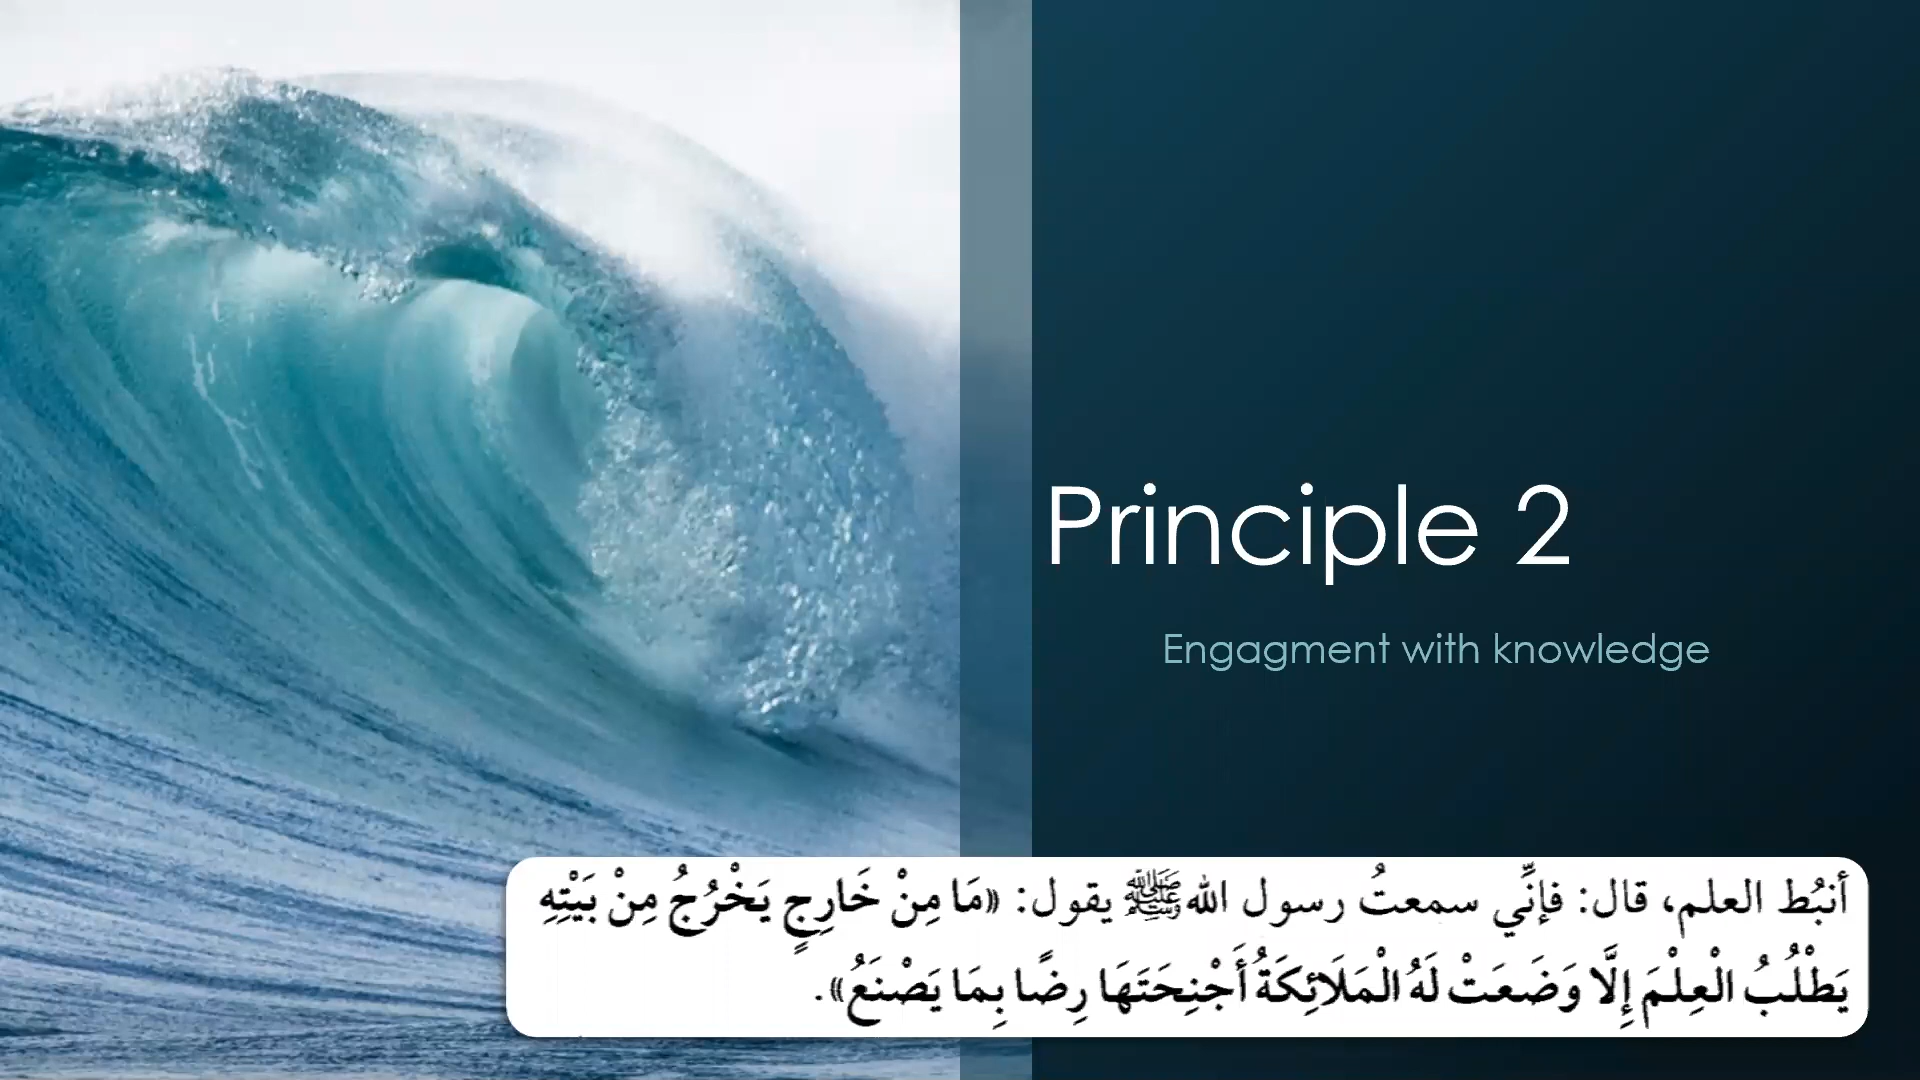 Principle 2
Engagment with knowledge
أنبُط العلم، قال: فإنِّي سمعتُ رسول الله ﷺ يقول: «مَا مِنْ خَارِجٍ يَخْرُجُ مِنْ بَيْتِهِ
يَطْلُبُ الْعِلْمَ إِلَّا وَضَعَتْ لَهُ الْمَلَائِكَةُ أَجْنِحَتَهَا رِضًا بِمَا يَصْنَعُ».